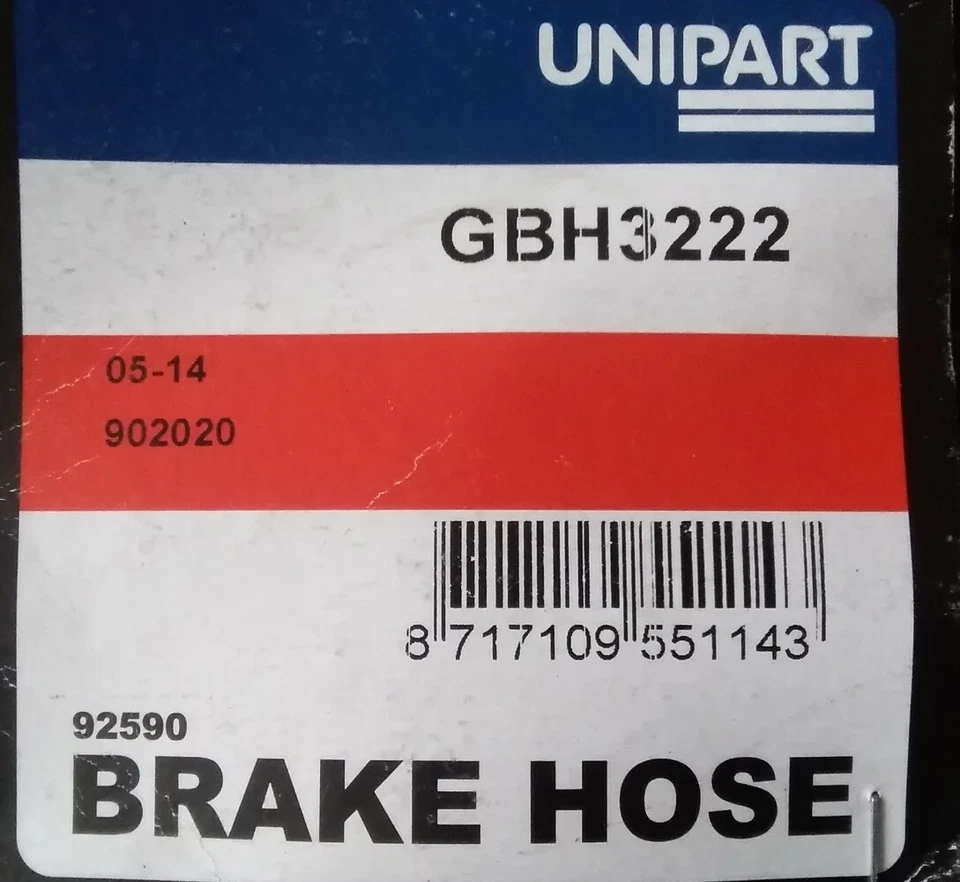 UNIPART
GBH3222
05-14
902020
8 717109 551143
92590
BRAKE HOSE